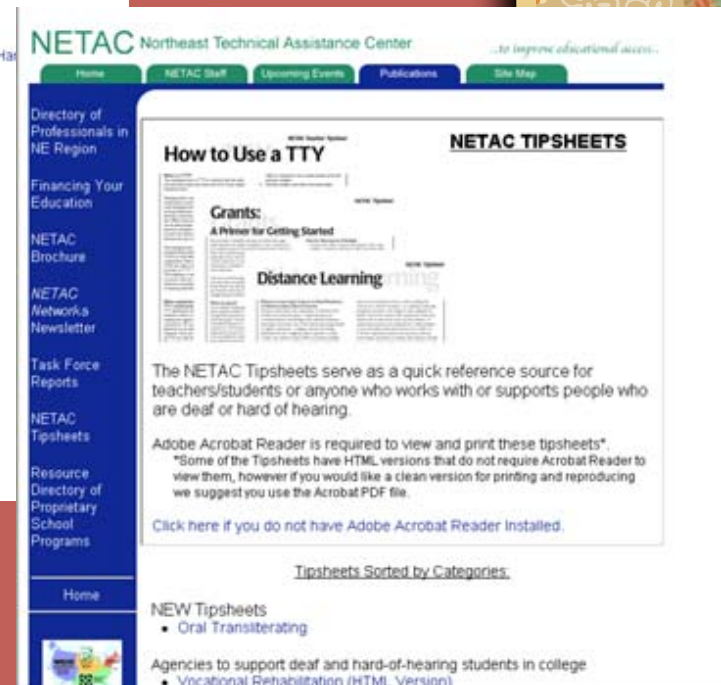 NETAC Northeast Technical Assistance Center
...to improve educational access...
Home
NETAC Staff
Upcoming Events
Publications
Site Map
Directory of
Professionals in
NE Region
Financing Your
Education
NETAC
Brochure
NETAC
Networks
Newsletter
Task Force
Reports
NETAC
Tipsheets
Resource
Directory of
Proprietary
School
Programs
Home
NETAC TIPSHEETS
How to Use a TTY
Grants:
A Primer for Getting Started
Distance Learning
The NETAC Tipsheets serve as a quick reference source for
teachers/students or anyone who works with or supports people who
are deaf or hard of hearing.
Adobe Acrobat Reader is required to view and print these tipsheets*.
*Some of the Tipsheets have HTML versions that do not require Acrobat Reader to
view them, however if you would like a clean version for printing and reproducing
we suggest you use the Acrobat PDF file.
Click here if you do not have Adobe Acrobat Reader Installed.
Tipsheets Sorted by Categories:
NEW Tipsheets
• Oral Transliterating
Agencies to support deaf and hard-of-hearing students in college
• Vocational Rehabilitation (HTML Version)